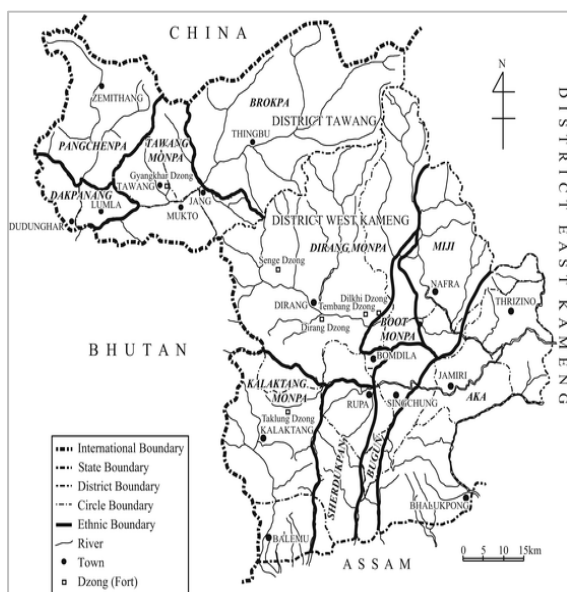 CHINA
N
ZEMITHANG
BROKPA
DISTRICT TAWANG
THINGBU
PANGCHENPA
TAWANG
MONPA
Gyangkhar Dzong
TAWANG
DAKPANANG
LUMLA
JANG
MUKTO
DUDUNGHAR
DISTRICT WEST KAMENG
DISTRICT EAST KAMENG
DIRANG MONPA
MIJI
Senge Dzong
NAFRA
THRIZINO
DIRANG
Dilkhi Dzong
Tembang Dzong
Dirang Dzong
BOOT
MONPA
BHUTAN
BOMDILA
KALAKTANG
MONPA
JAMIRI
RUPA
SINGCHUNG
AKA
Taklung Dzong
KALAKTANG
SHERDUKPAN
BUGUN
BHALUKPONG
BALEMU
ASSAM
0 5 10 15km
International Boundary
State Boundary
District Boundary
Circle Boundary
Ethnic Boundary
River
Town
Dzong (Fort)